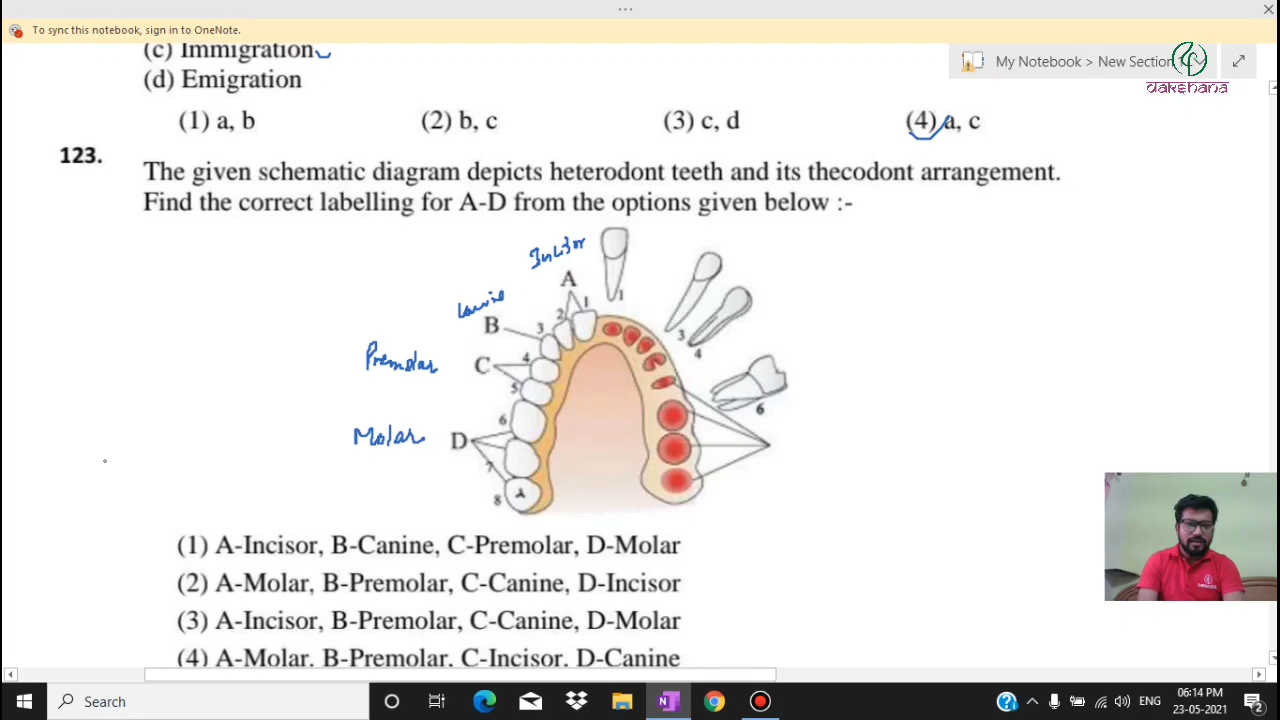 To sync this notebook, sign in to OneNote.
(c) Immigration
My Notebook > New Section 1
dakshana
(d) Emigration
(1) a, b (2) b, c (3) c, d (4) a, c
123.
The given schematic diagram depicts heterodont teeth and its thecodont arrangement.
Find the correct labelling for A-D from the options given below :-
Incisor
A
1
1
2
Canine
B
3
3
4
Premolar
C
4
5
6
6
Molar
D
7
8
(1) A-Incisor, B-Canine, C-Premolar, D-Molar
(2) A-Molar, B-Premolar, C-Canine, D-Incisor
(3) A-Incisor, B-Premolar, C-Canine, D-Molar
(4) A-Molar, B-Premolar, C-Incisor, D-Canine
Search
ENG
06:14 PM
23-05-2021
2